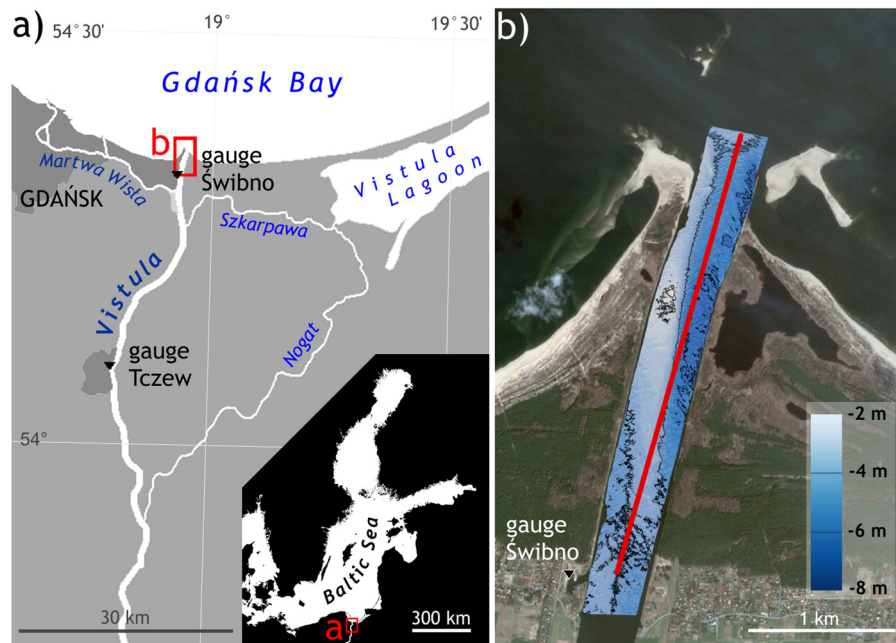 a)
54°30'
19°
19°30'
Gdańsk Bay
b
gauge
Świbno
Martwa Wisła
GDAŃSK
Vistula
Lagoon
Szkarpawa
Vistula
gauge
Tczew
Nogat
54°
30 km
Baltic Sea
a
300 km
b)
-2 m
-4 m
-6 m
-8 m
gauge
Świbno
1 km